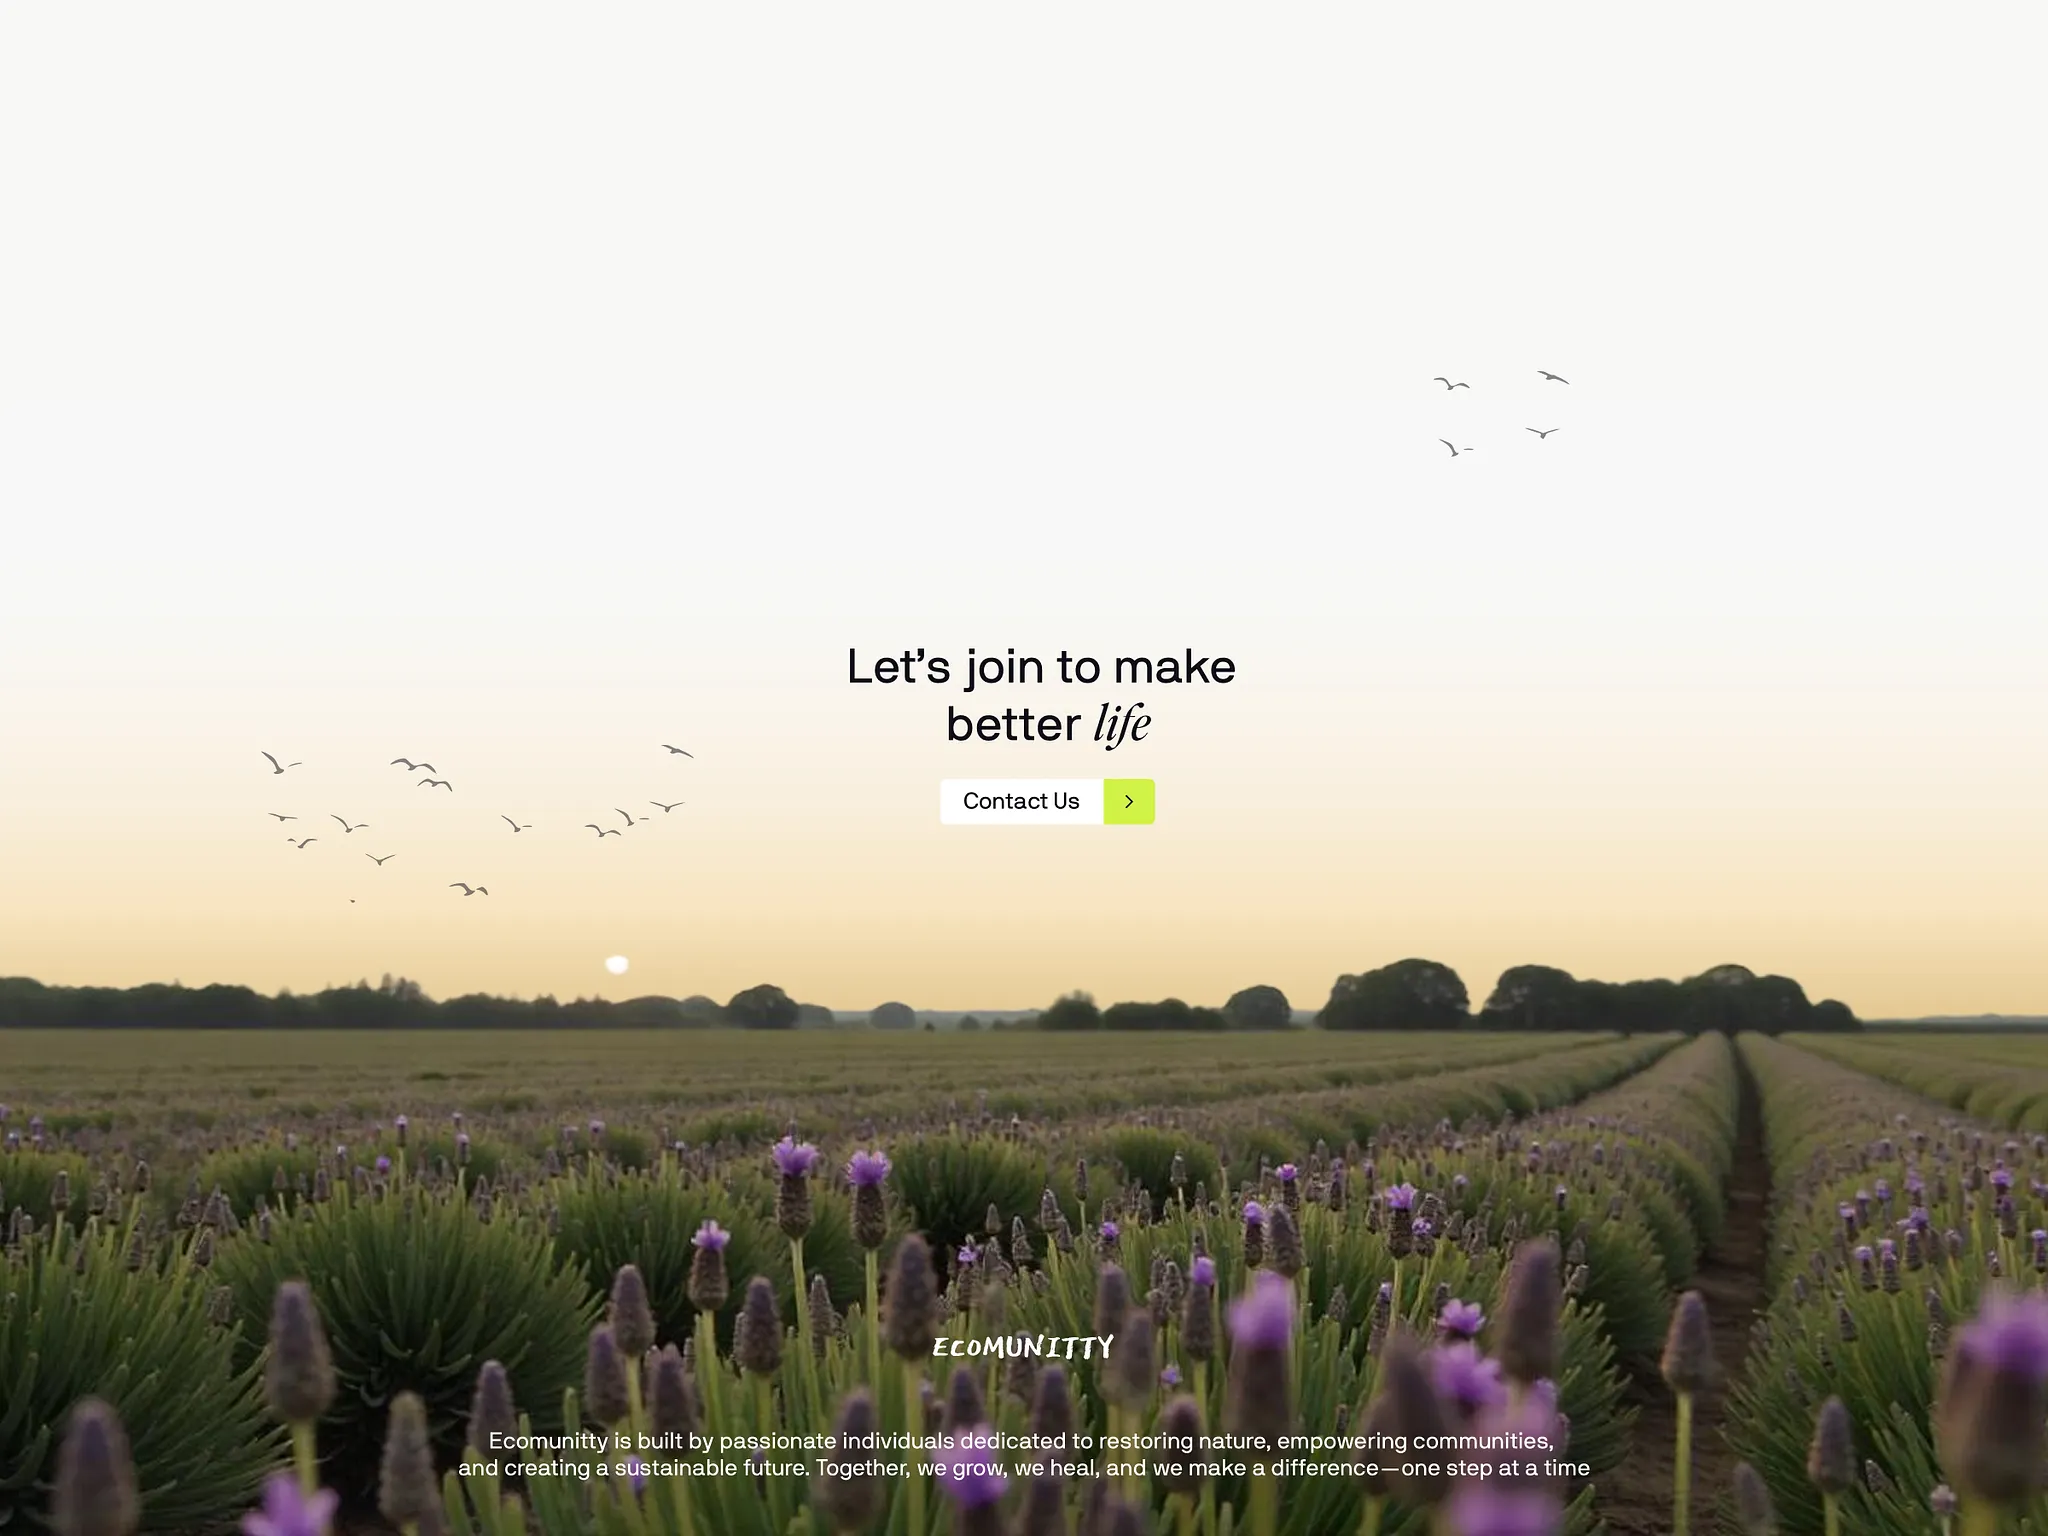 Let’s join to make
better life
Contact Us
ECOMUNITTY
Ecomunitty is built by passionate individuals dedicated to restoring nature, empowering communities,
and creating a sustainable future. Together, we grow, we heal, and we make a difference—one step at a time